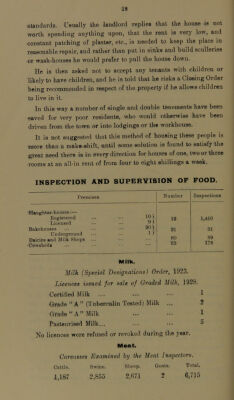 28
standards. Usually the landlord replies that the house is not
worth spending anything upon, that the rent is very low, and
constant patching of plaster, etc., is needed to keep the place in
reasonable repair, and rather than put in sinks and build sculleries
or wash-houses he would prefer to pull the house down.
He is then asked not to accept any tenants with children or
likely to have children, and he is told that he risks a Closing Order
being recommended in respect of the property if he allows children
to live in it.
In this way a number of single and double tenements have been
saved for very poor residents, who would otherwise have been
driven from the town or into lodgings or the workhouse.
It is not suggested that this method of housing these people is
more than a makeshift, until some solution is found to satisfy the
great need there is in every direction for houses of one, two or three
rooms at an all-in rent of from four to eight shillings a week.
INSPECTION AND SUPERVISION OF FOOD.
Premises Number Inspections
Slaughter-houses:—
Registered ... ... 10 } 19 1,410
Licensed ... ... 9 }
Bakehouses ... ... 30 } 31 31
Underground ... 1 }
Dairies and Milk Shops ... ...
Cowsheds ... ... 178
Milk.
Milk (Special Designations) Order, 1923.
Licences issued for sale of Graded Milk, 1928.
Certified Milk ... ... ... 1
Grade "A" (Tuberculin Tested) Milk ... 2
Grade "A" Milk ... ... 1
Pasteurised Milk... ... ... 5
No licences were refused or revoked during the year.
Meat.
Carcases Examined by the Meat Inspectors.
Cattle. Swine. Sheep. Goats. Total.
1,187 2,855 2,671 2 6,715